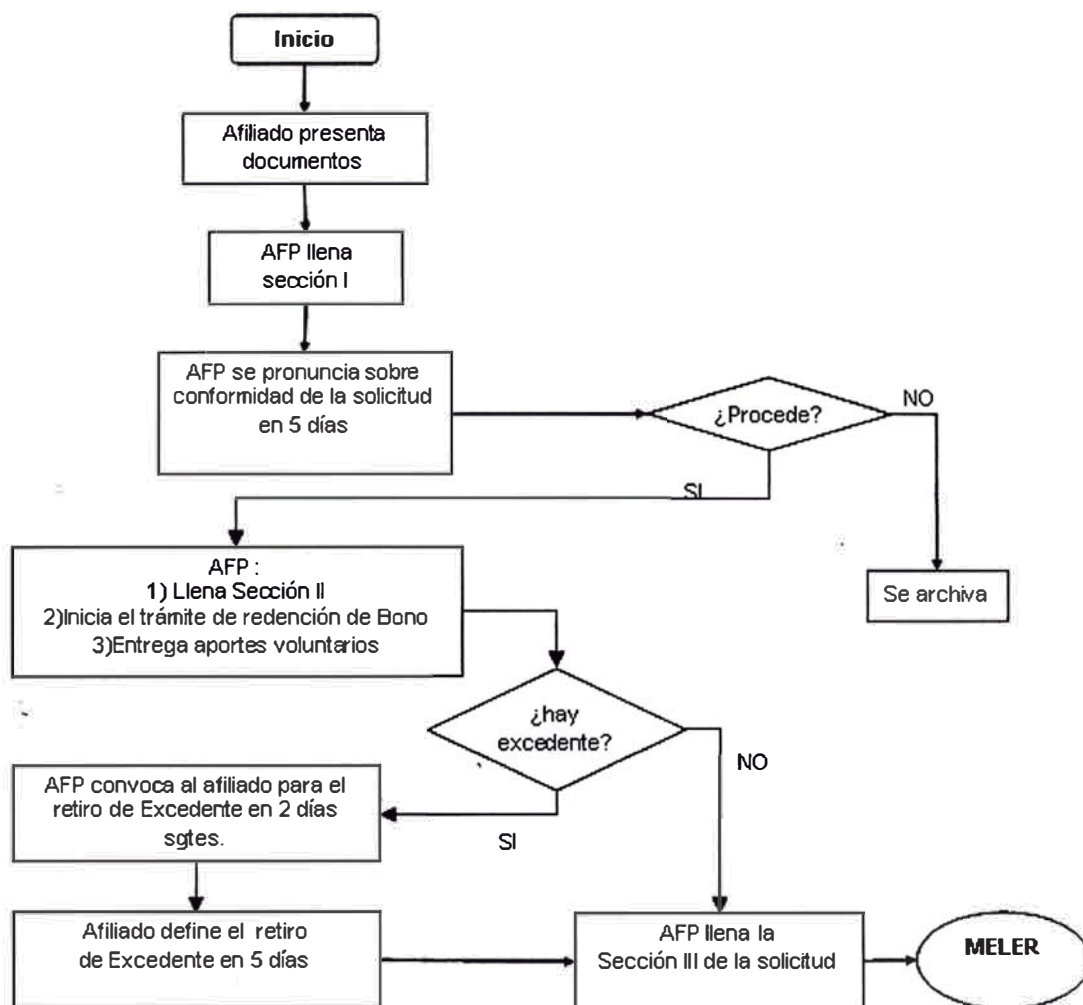 Inicio
Afiliado presenta
documentos
AFP llena
sección I
AFP se pronuncia sobre
conformidad de la solicitud
en 5 días
¿Procede?
NO
SI
AFP :
1) Llena Sección II
2)Inicia el trámite de redención de Bono
3)Entrega aportes voluntarios
Se archiva
¿hay
excedente?
NO
SI
AFP convoca al afiliado para el
retiro de Excedente en 2 días
sgtes.
Afiliado define el retiro
de Excedente en 5 días
AFP llena la
Sección III de la solicitud
MELER